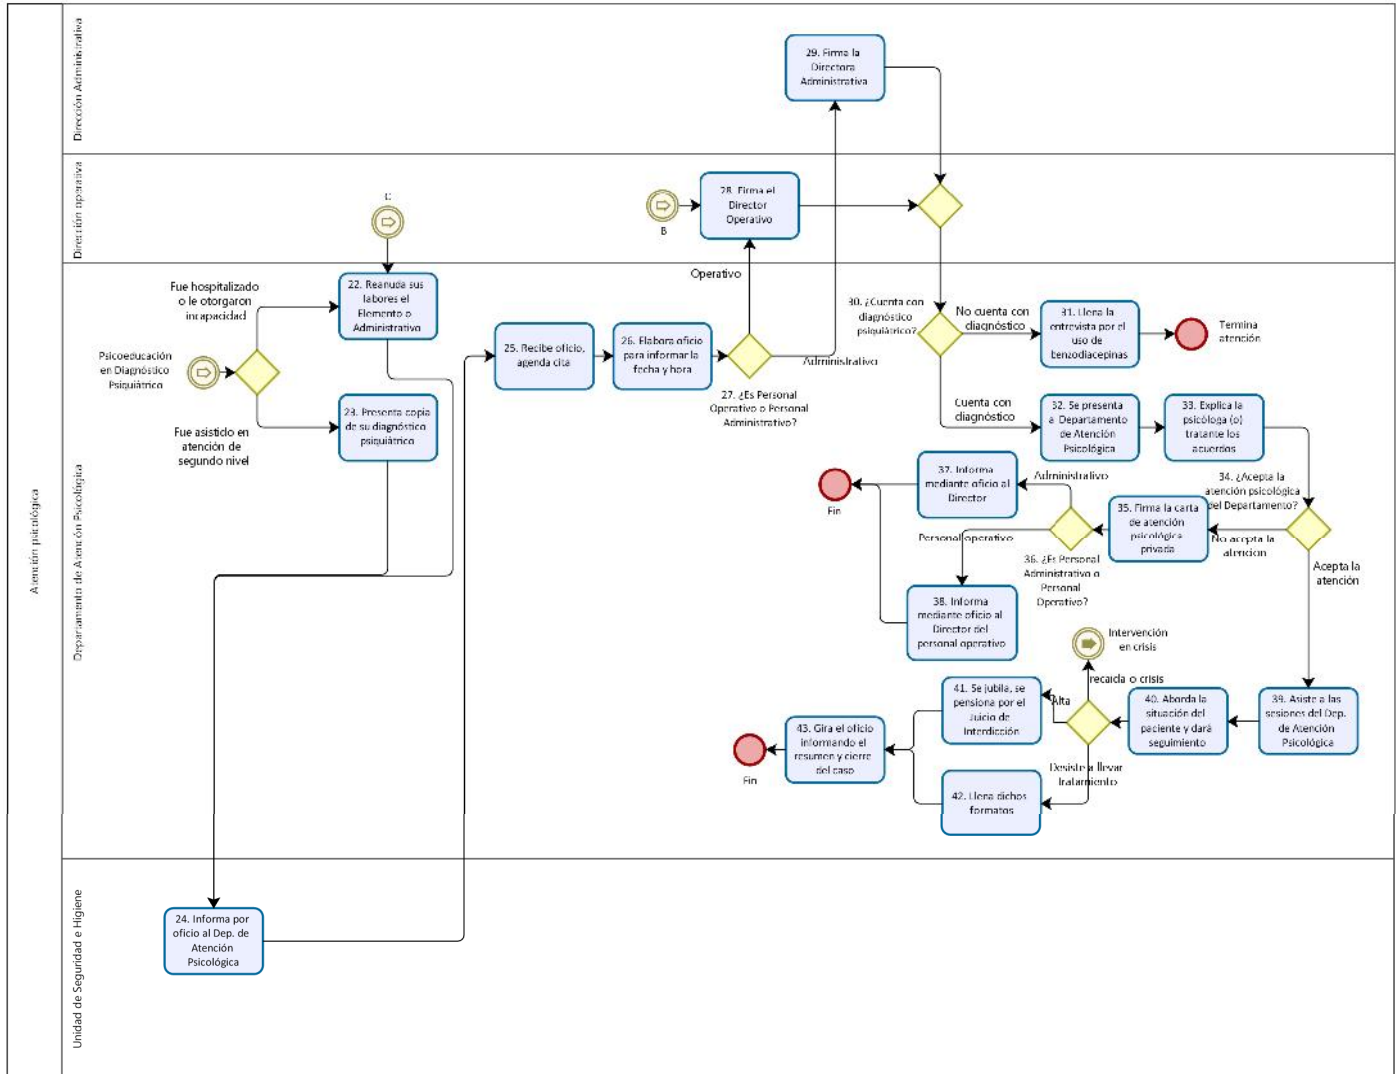 Atención psicológica
Dirección Administrativa
29. Firma la
Directora
Administrativa
Dirección operativa
C
B
28. Firma el
Director
Operativo
Departamento de Atención Psicológica
Fue hospitalizado
o le otorgaron
incapacidad
Psicoeducación
en Diagnóstico
Psiquiátrico
Fue asistido en
atención de
segundo nivel
22. Reanuda sus
labores el
Elemento o
Administrativo
23. Presenta copia
de su diagnóstico
psiquiátrico
25. Recibe oficio,
agenda cita
26. Elabora oficio
para informar la
fecha y hora
Operativo
Administrativo
27. ¿Es Personal
Operativo o Personal
Administrativo?
30. ¿Cuenta con
diagnóstico
psiquiátrico?
No cuenta con
diagnóstico
31. Llena la
entrevista por el
uso de
benzodiacepinas
Termina
atención
Cuenta con
diagnóstico
32. Se presenta
a Departamento
de Atención
Psicológica
33. Explica la
psicóloga (o)
tratante los
acuerdos
34. ¿Acepta la
atención psicológica
del Departamento?
No acepta la
atencion
Acepta la
atención
35. Firma la carta
de atención
psicológica
privada
36. ¿Es Personal
Administrativo o
Personal
Operativo?
Administrativo
Personal operativo
37. Informa
mediante oficio al
Director
38. Informa
mediante oficio al
Director del
personal operativo
Fin
Intervención
en crisis
recaída o crisis
39. Asiste a las
sesiones del Dep.
de Atención
Psicológica
40. Aborda la
situación del
paciente y dará
seguimiento
Alta
Desiste a llevar
tratamiento
41. Se jubila, se
pensiona por el
Juicio de
Interdicción
42. Llena dichos
formatos
43. Gira el oficio
informando el
resumen y cierre
del caso
Fin
Unidad de Seguridad e Higiene
24. Informa por
oficio al Dep. de
Atención
Psicológica